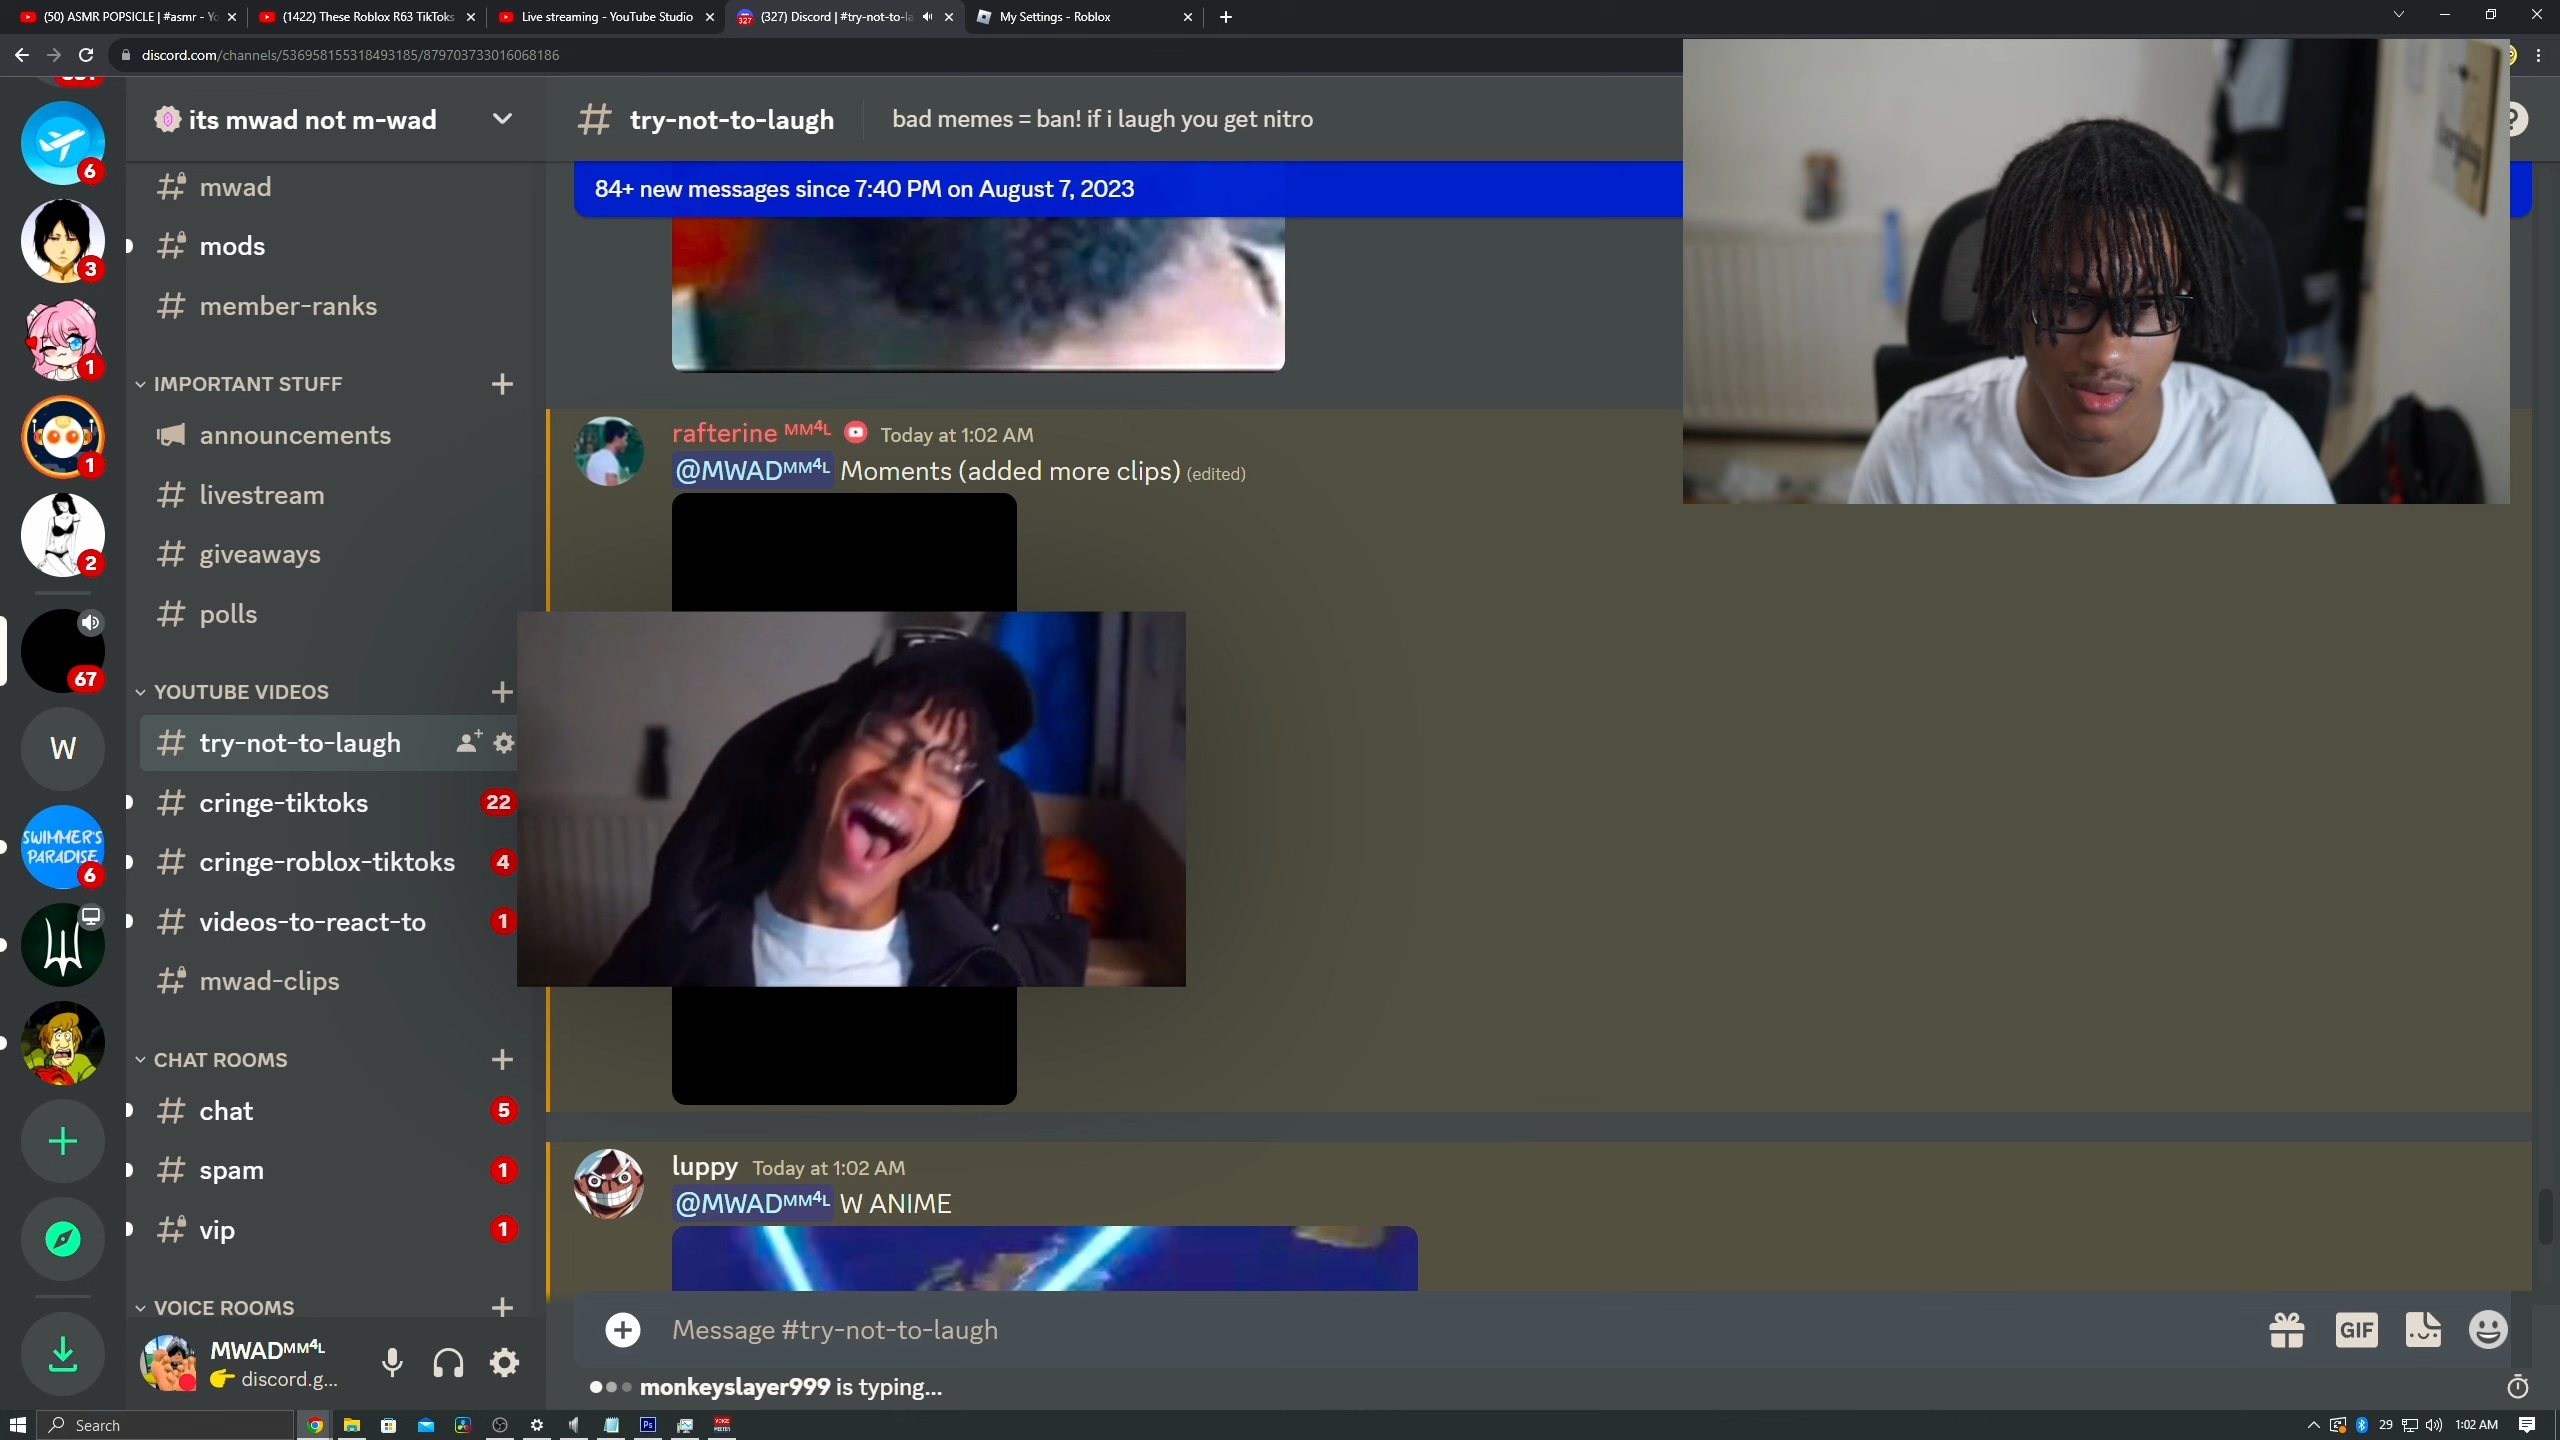 (50) ASMR POPSICLE | #asmr - Yo
(1422) These Roblox R63 TikToks
Live streaming - YouTube Studio
(327) Discord | #try-not-to-la
My Settings - Roblox
discord.com/channels/536958155318493185/879703733016068186
its mwad not m-wad
try-not-to-laugh
bad memes = ban! if i laugh you get nitro
84+ new messages since 7:40 PM on August 7, 2023
6
3
1
1
2
67
W
SWIMMER'S
PARADISE
6
mwad
mods
member-ranks
IMPORTANT STUFF
announcements
livestream
giveaways
polls
YOUTUBE VIDEOS
try-not-to-laugh
cringe-tiktoks 22
cringe-roblox-tiktoks 4
videos-to-react-to 1
mwad-clips
CHAT ROOMS
chat 5
spam 1
vip 1
VOICE ROOMS
MWADᴹᴹ⁴ᴸ
discord.g...
rafterine ᴹᴹ⁴ᴸ Today at 1:02 AM
@MWADᴹᴹ⁴ᴸ Moments (added more clips) (edited)
luppy Today at 1:02 AM
@MWADᴹᴹ⁴ᴸ W ANIME
Message #try-not-to-laugh
GIF
monkeyslayer999 is typing...
Search
Ps
29
1:02 AM